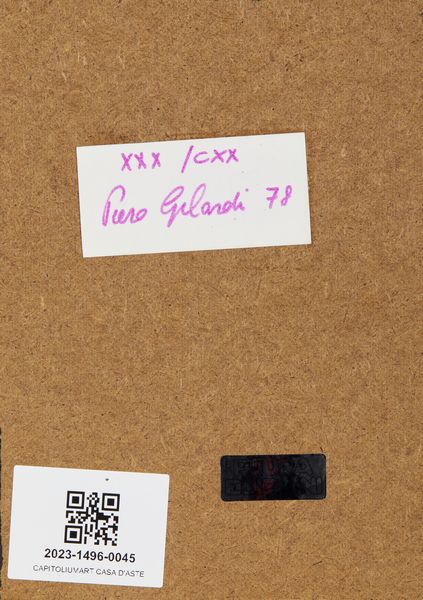 XXX /CXX
Piero Gilardi 78
2023-1496-0045
CAPITOLIUMART CASA D'ASTE